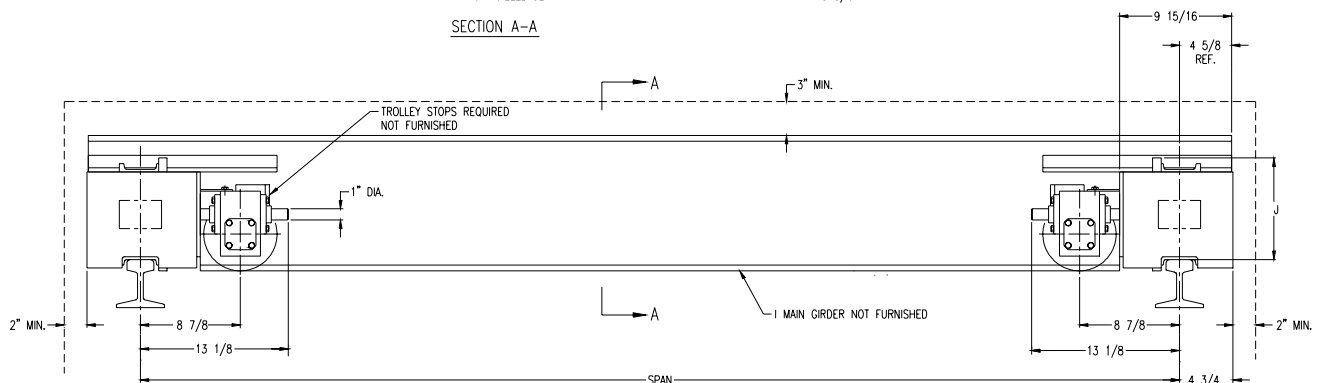 SECTION A-A
9 15/16
4 5/8
REF.
A
3" MIN.
TROLLEY STOPS REQUIRED
NOT FURNISHED
1" DIA.
J
A
I MAIN GIRDER NOT FURNISHED
2" MIN.
8 7/8
8 7/8
2" MIN.
13 1/8
13 1/8
SPAN
4 3/4